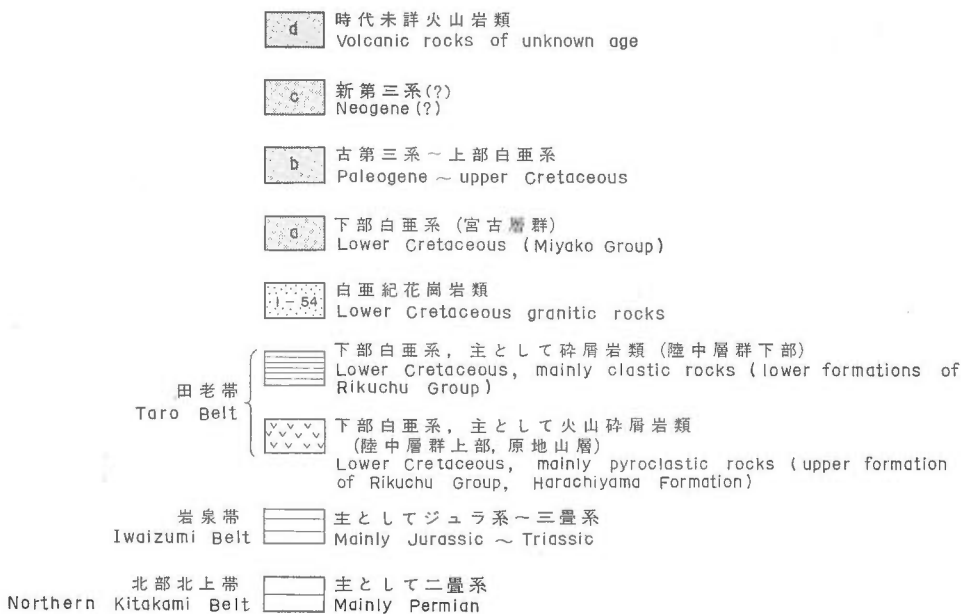 d 時代未詳火山岩類
Volcanic rocks of unknown age
c 新第三系(?)
Neogene(?)
b 古第三系～上部白亜系
Paleogene ~ upper Cretaceous
a 下部白亜系 (宮古層群)
Lower Cretaceous (Miyako Group)
1-54 白亜紀花崗岩類
Lower Cretaceous granitic rocks
田老帯
Taro Belt
下部白亜系, 主として砕屑岩類 (陸中層群下部)
Lower Cretaceous, mainly clastic rocks (lower formations of
Rikuchu Group)
下部白亜系, 主として火山砕屑岩類
(陸中層群上部, 原地山層)
Lower Cretaceous, mainly pyroclastic rocks (upper formation
of Rikuchu Group, Harachiyama Formation)
岩泉帯 主としてジュラ系～三畳系
Iwaizumi Belt Mainly Jurassic ~ Triassic
北部北上帯 主として二畳系
Northern Kitakami Belt Mainly Permian